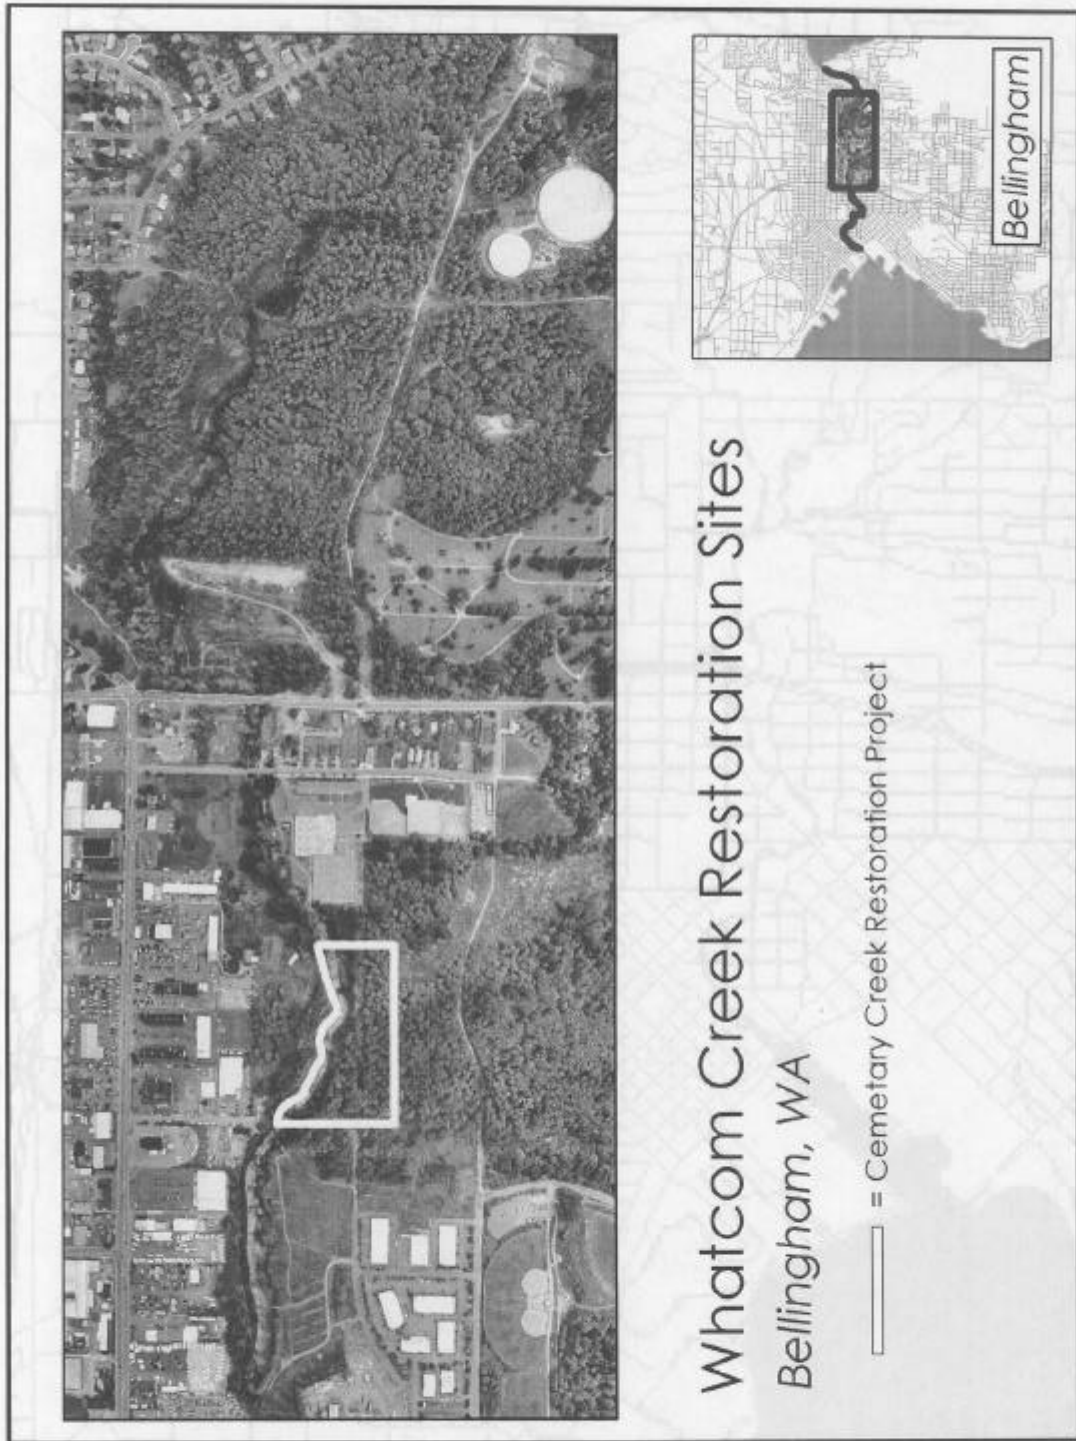 Whatcom Creek Restoration Sites
Bellingham, WA
= Cemetary Creek Restoration Project
Bellingham